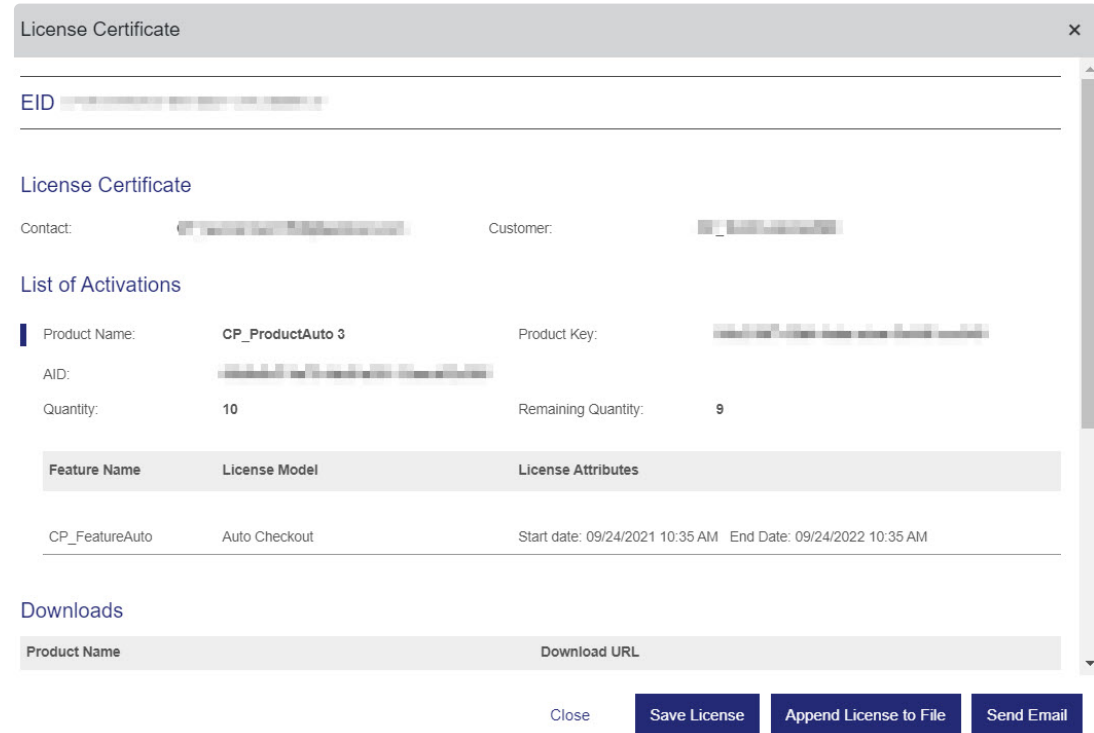 License Certificate ×
EID
License Certificate
Contact: Customer:
List of Activations
Product Name: CP_ProductAuto 3 Product Key:
AID:
Quantity: 10 Remaining Quantity: 9
Feature Name License Model License Attributes
CP_FeatureAuto Auto Checkout Start date: 09/24/2021 10:35 AM End Date: 09/24/2022 10:35 AM
Downloads
Product Name Download URL
Close Save License Append License to File Send Email